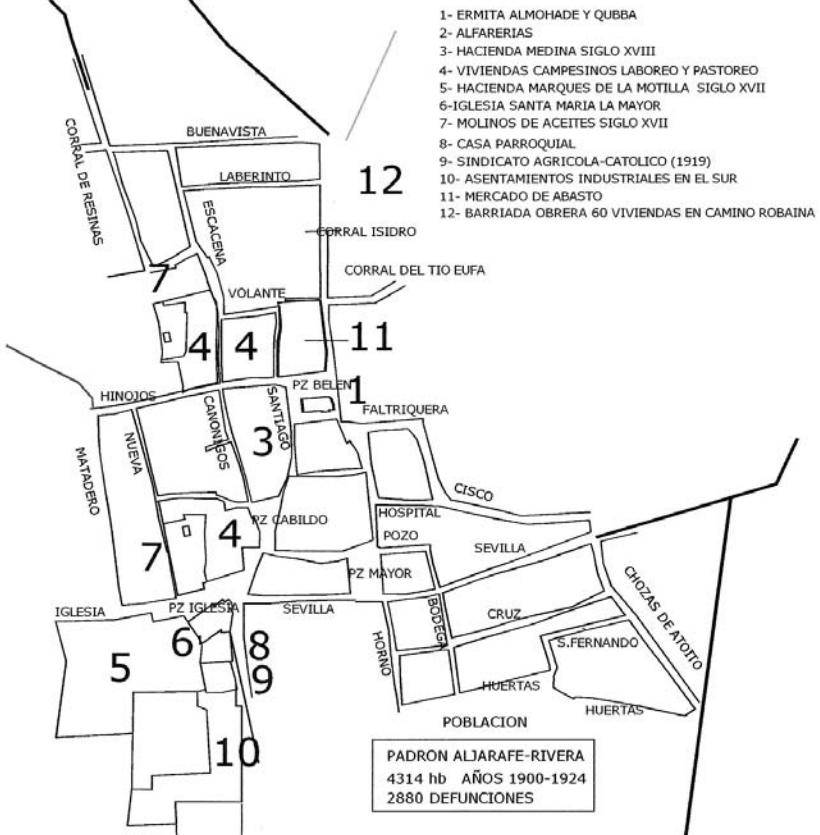 1- ERMITA ALMOHADE Y QUBBA
2- ALFARERIAS
3- HACIENDA MEDINA SIGLO XVIII
4- VIVIENDAS CAMPESINOS LABOREO Y PASTOREO
5- HACIENDA MARQUES DE LA MOTILLA SIGLO XVII
6-IGLESIA SANTA MARIA LA MAYOR
7- MOLINOS DE ACEITES SIGLO XVII
8- CASA PARROQUIAL
9- SINDICATO AGRICOLA-CATOLICO (1919)
10- ASENTAMIENTOS INDUSTRIALES EN EL SUR
11- MERCADO DE ABASTO
12- BARRIADA OBRERA 60 VIVIENDAS EN CAMINO ROBAINA
CORRAL DE RESINAS
BUENAVISTA
LABERINTO
12
ESCACENA
CORRAL ISIDRO
7
CORRAL DEL TIO EUFA
VOLANTE
4
4
11
HINOJOS
PZ BELEN
1
FALTRIQUERA
MATADERO
NUEVA
CANONIGOS
SANTIAGO
3
CISCO
HOSPITAL
PZ CABILDO
4
POZO
SEVILLA
7
PZ MAYOR
CHOZAS DE ATOITO
IGLESIA
PZ IGLESIA
SEVILLA
BODEGA
CRUZ
6
8
HORNO
S.FERNANDO
5
9
HUERTAS
HUERTAS
10
POBLACION
PADRON ALJARAFE-RIVERA
4314 hb AÑOS 1900-1924
2880 DEFUNCIONES